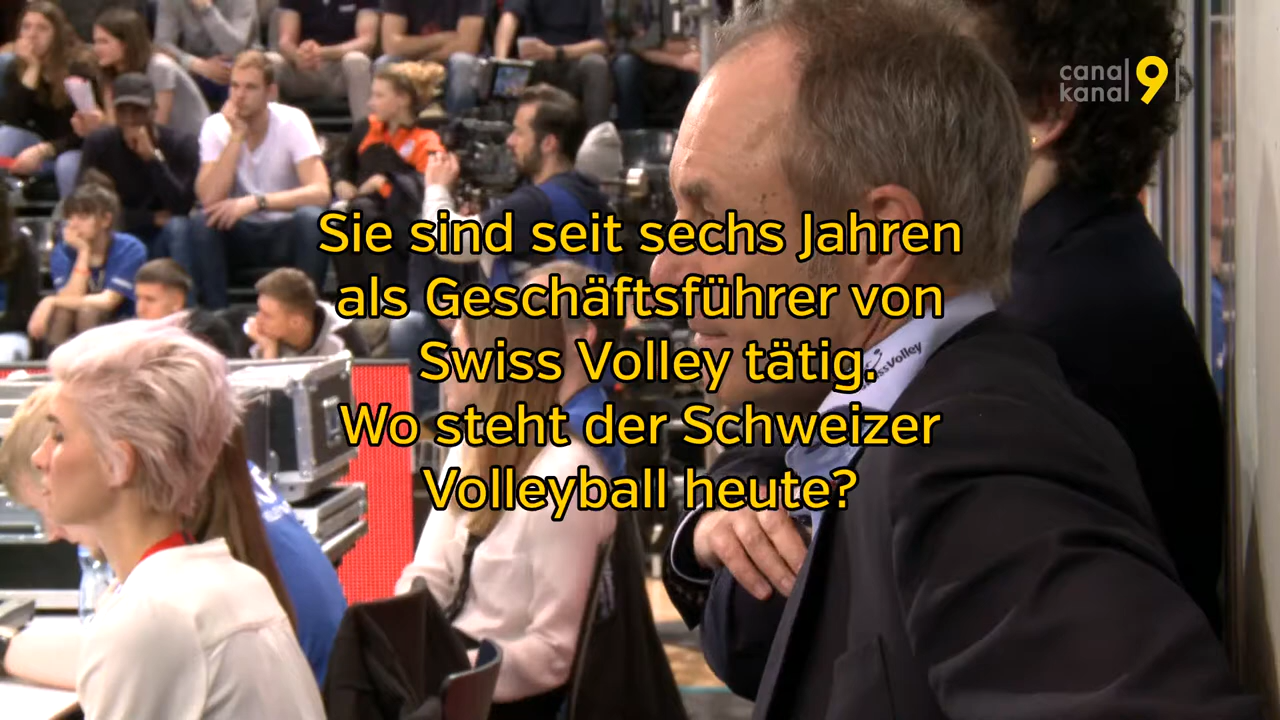 canal 9
kanal
Sie sind seit sechs Jahren
als Geschäftsführer von
Swiss Volley tätig.
Wo steht der Schweizer
Volleyball heute?
SwissVolley